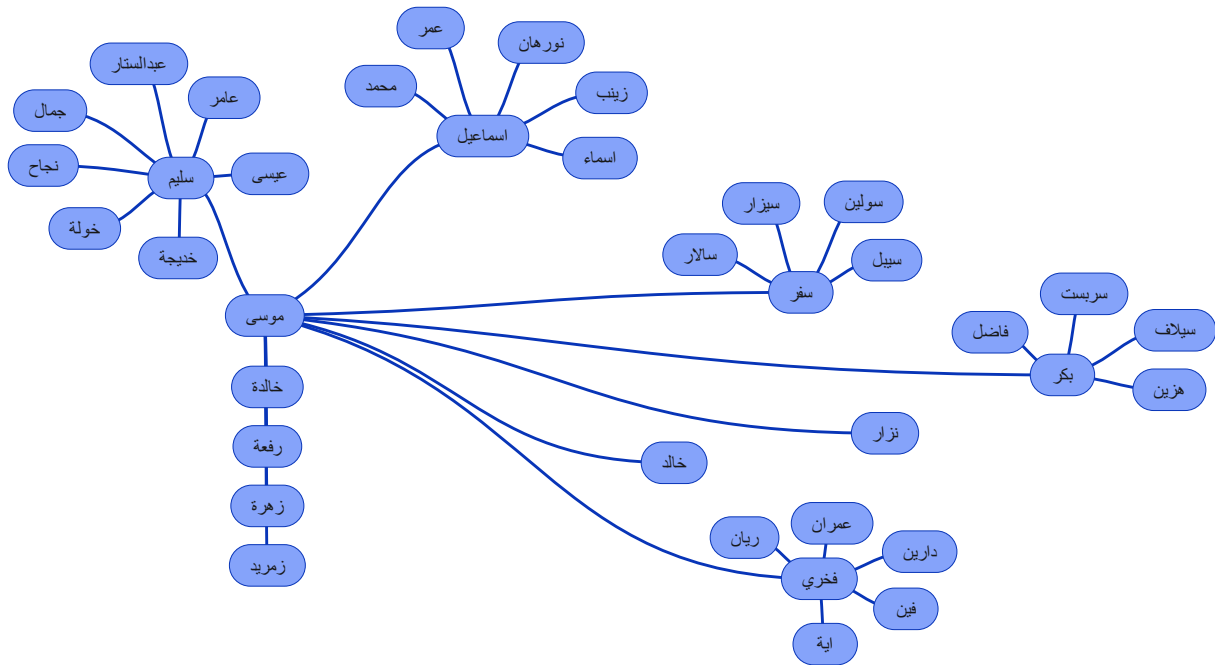 عمر
نورهان
عبدالستار
محمد
زينب
عامر
جمال
اسماعيل
اسماء
نجاح
سليم
عيسى
خولة
خديجة
سيزار
سولين
سالار
سيبل
سفر
موسى
سربست
فاضل
سيلاف
بكر
هزين
خالدة
نزار
رفعة
خالد
زهرة
عمران
ريان
دارين
زمريد
فخري
فين
اية